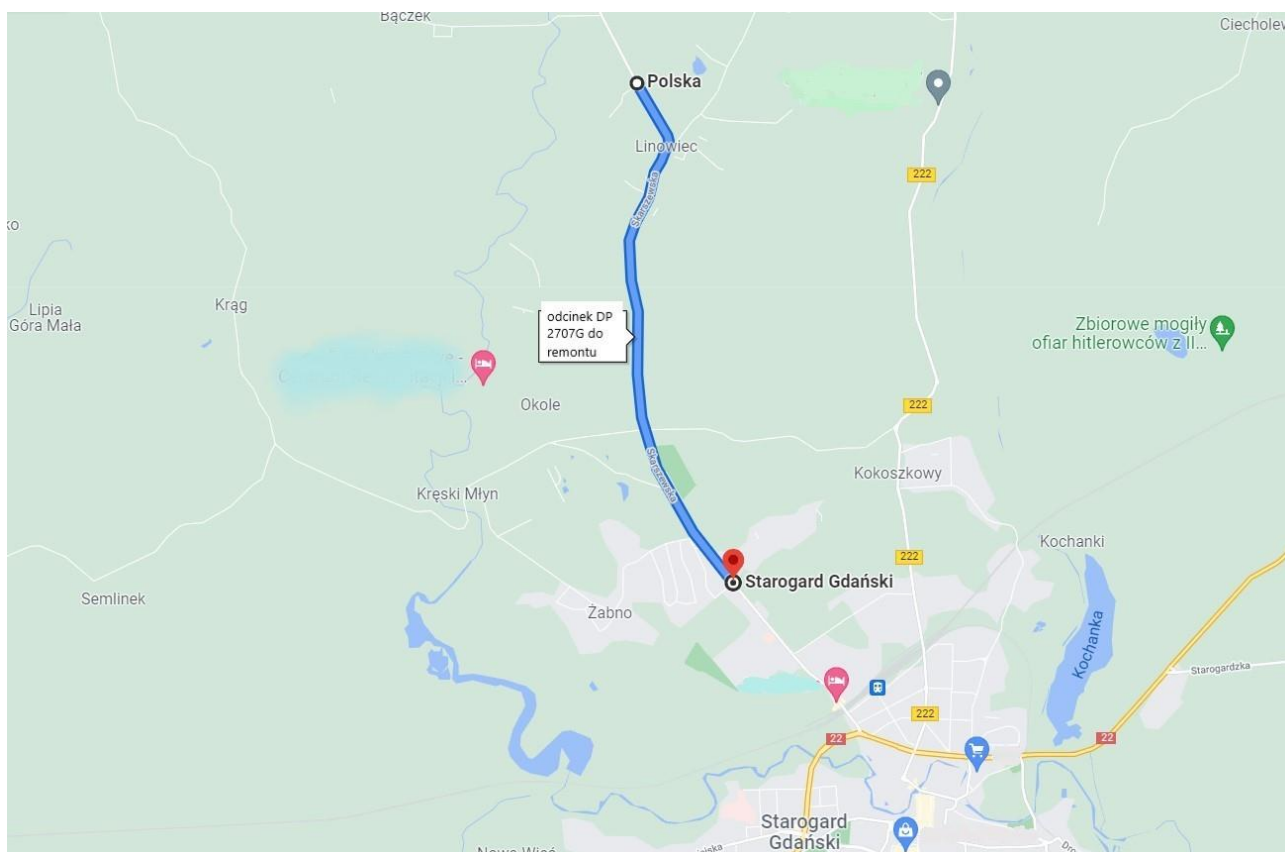 Bączek
Ciecholew
Polska
Linowiec
222
Skarszewska
ko
Krąg
Lipia
Góra Mała
odcinek DP
2707G do
remontu
Zbiorowe mogiły
ofiar hitlerowców z II...
Okole
222
Kokoszkowy
Skarszewska
Kręski Młyn
Kochanki
222
Starogard Gdański
Semlinek
Żabno
Kochanka
Starogardzka
222
22
22
Starogard
Gdański